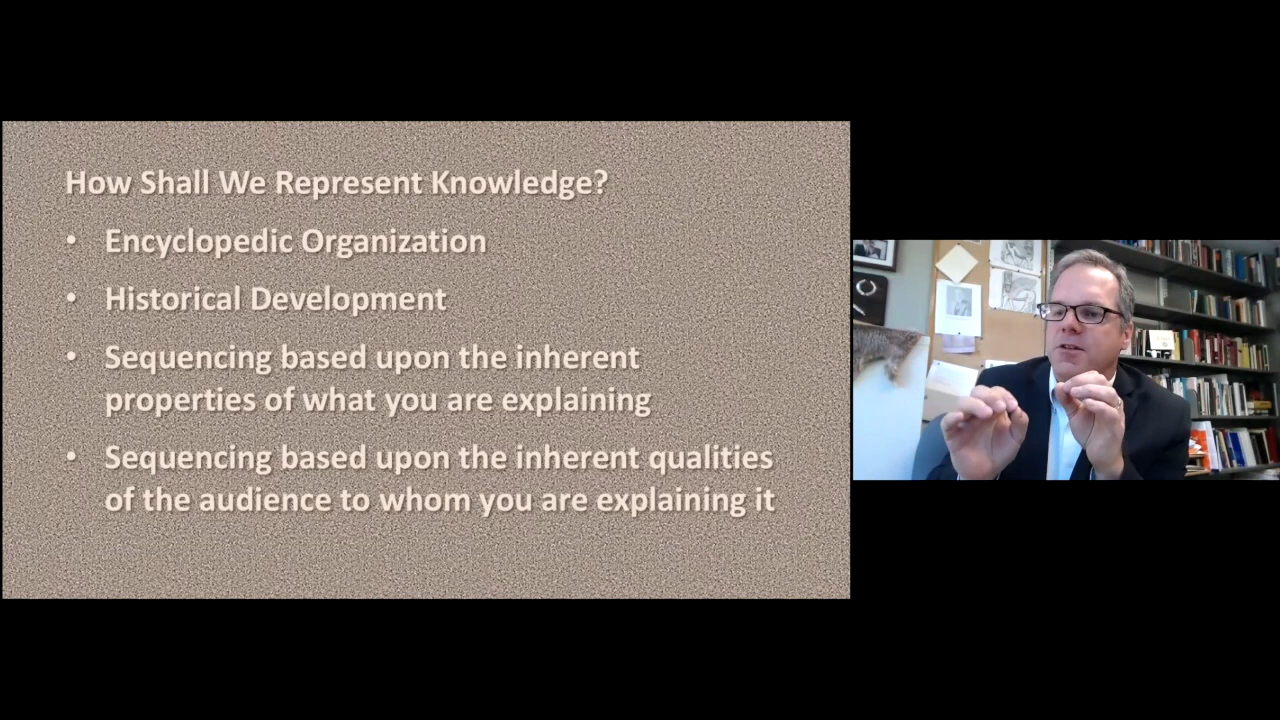 How Shall We Represent Knowledge?
• Encyclopedic Organization
• Historical Development
• Sequencing based upon the inherent
properties of what you are explaining
• Sequencing based upon the inherent qualities
of the audience to whom you are explaining it